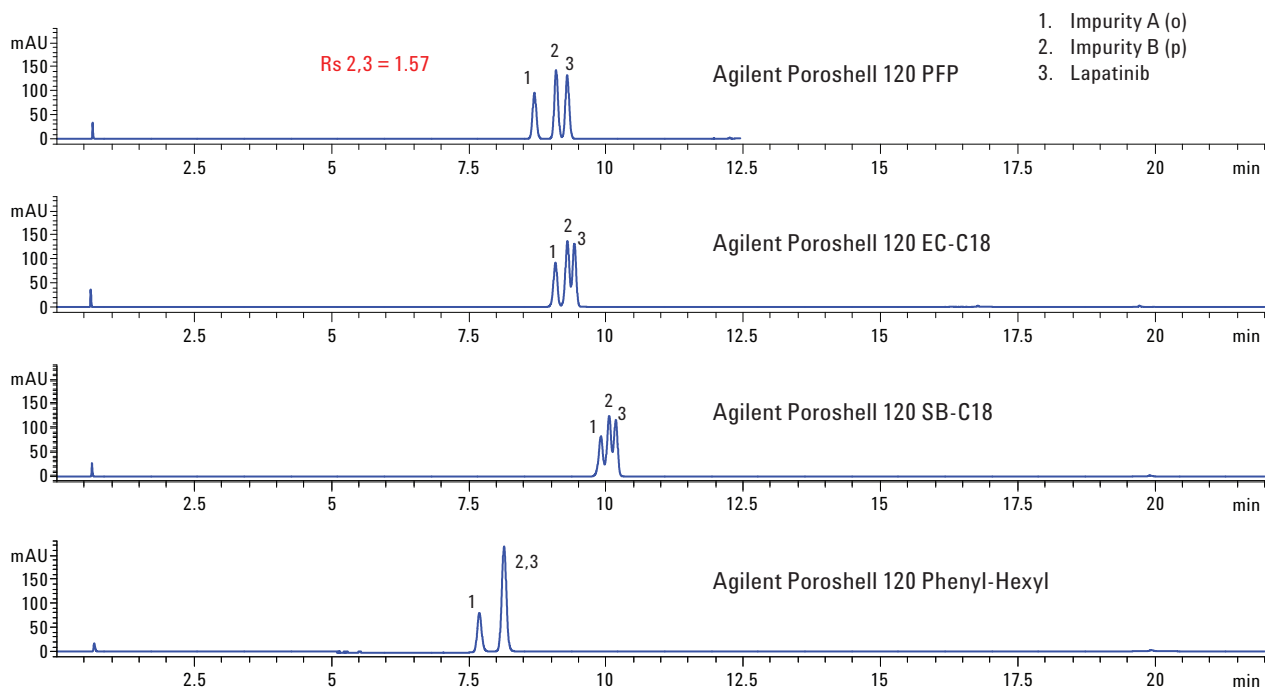 1. Impurity A (o)
2. Impurity B (p)
3. Lapatinib
mAU
150
100
50
0
Rs 2,3 = 1.57
1
2
3
Agilent Poroshell 120 PFP
2.5 5 7.5 10 12.5 15 17.5 20 min
mAU
150
100
50
0
1
2
3
Agilent Poroshell 120 EC-C18
2.5 5 7.5 10 12.5 15 17.5 20 min
mAU
150
100
50
0
1
2
3
Agilent Poroshell 120 SB-C18
2.5 5 7.5 10 12.5 15 17.5 20 min
mAU
150
100
50
0
1
2,3
Agilent Poroshell 120 Phenyl-Hexyl
2.5 5 7.5 10 12.5 15 17.5 20 min